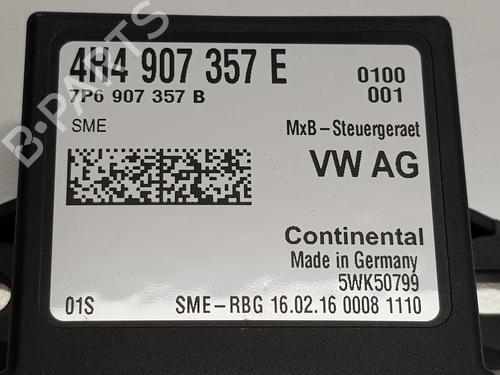 4H4 907 357 E
0100
7P6 907 357 B
001
SME
MxB-Steuergeraet
VW AG
Continental
Made in Germany
5WK50799
01S
SME-RBG 16.02.16 0008 1110
B-PARTS